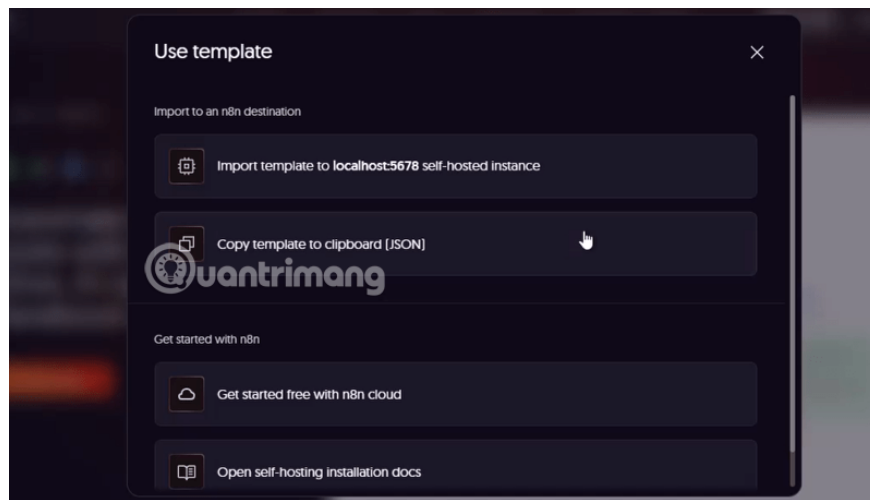 Use template
Import to an n8n destination
Import template to localhost:5678 self-hosted instance
Copy template to clipboard [JSON]
Quantrimang
Get started with n8n
Get started free with n8n cloud
Open self-hosting installation docs